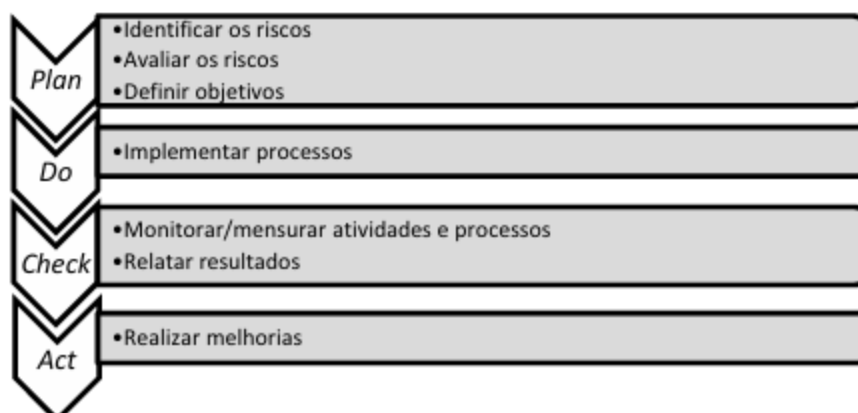 Plan
•Identificar os riscos
•Avaliar os riscos
•Definir objetivos
Do
•Implementar processos
Check
•Monitorar/mensurar atividades e processos
•Relatar resultados
Act
•Realizar melhorias